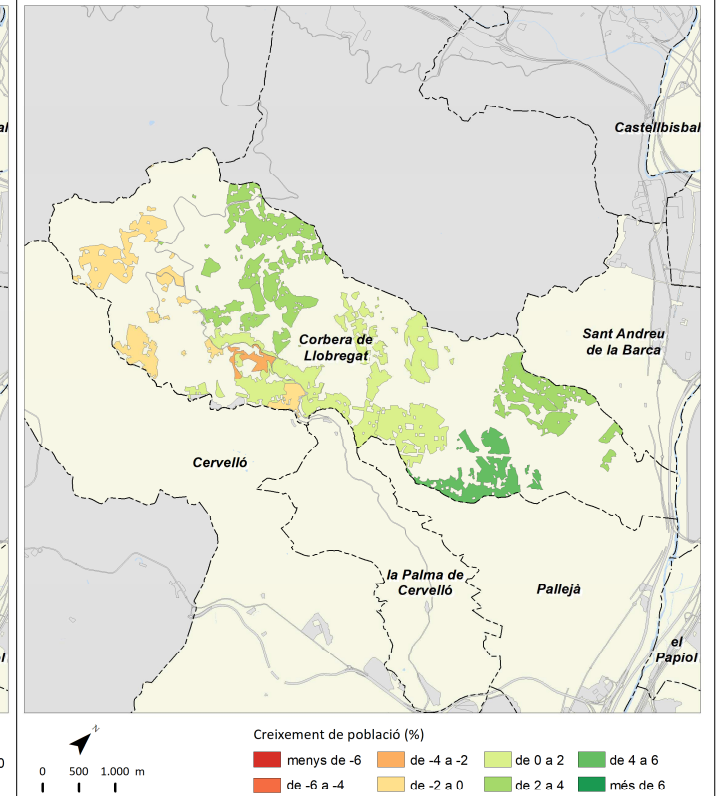 al
Castellbisbal
Sant Andreu
de la Barca
Corbera de
Llobregat
Cervelló
la Palma de
Cervelló
Pallejà
el
Papiol
N
0 500 1.000 m
0
Creixement de població (%)
menys de -6
de -4 a -2
de 0 a 2
de 4 a 6
de -6 a -4
de -2 a 0
de 2 a 4
més de 6